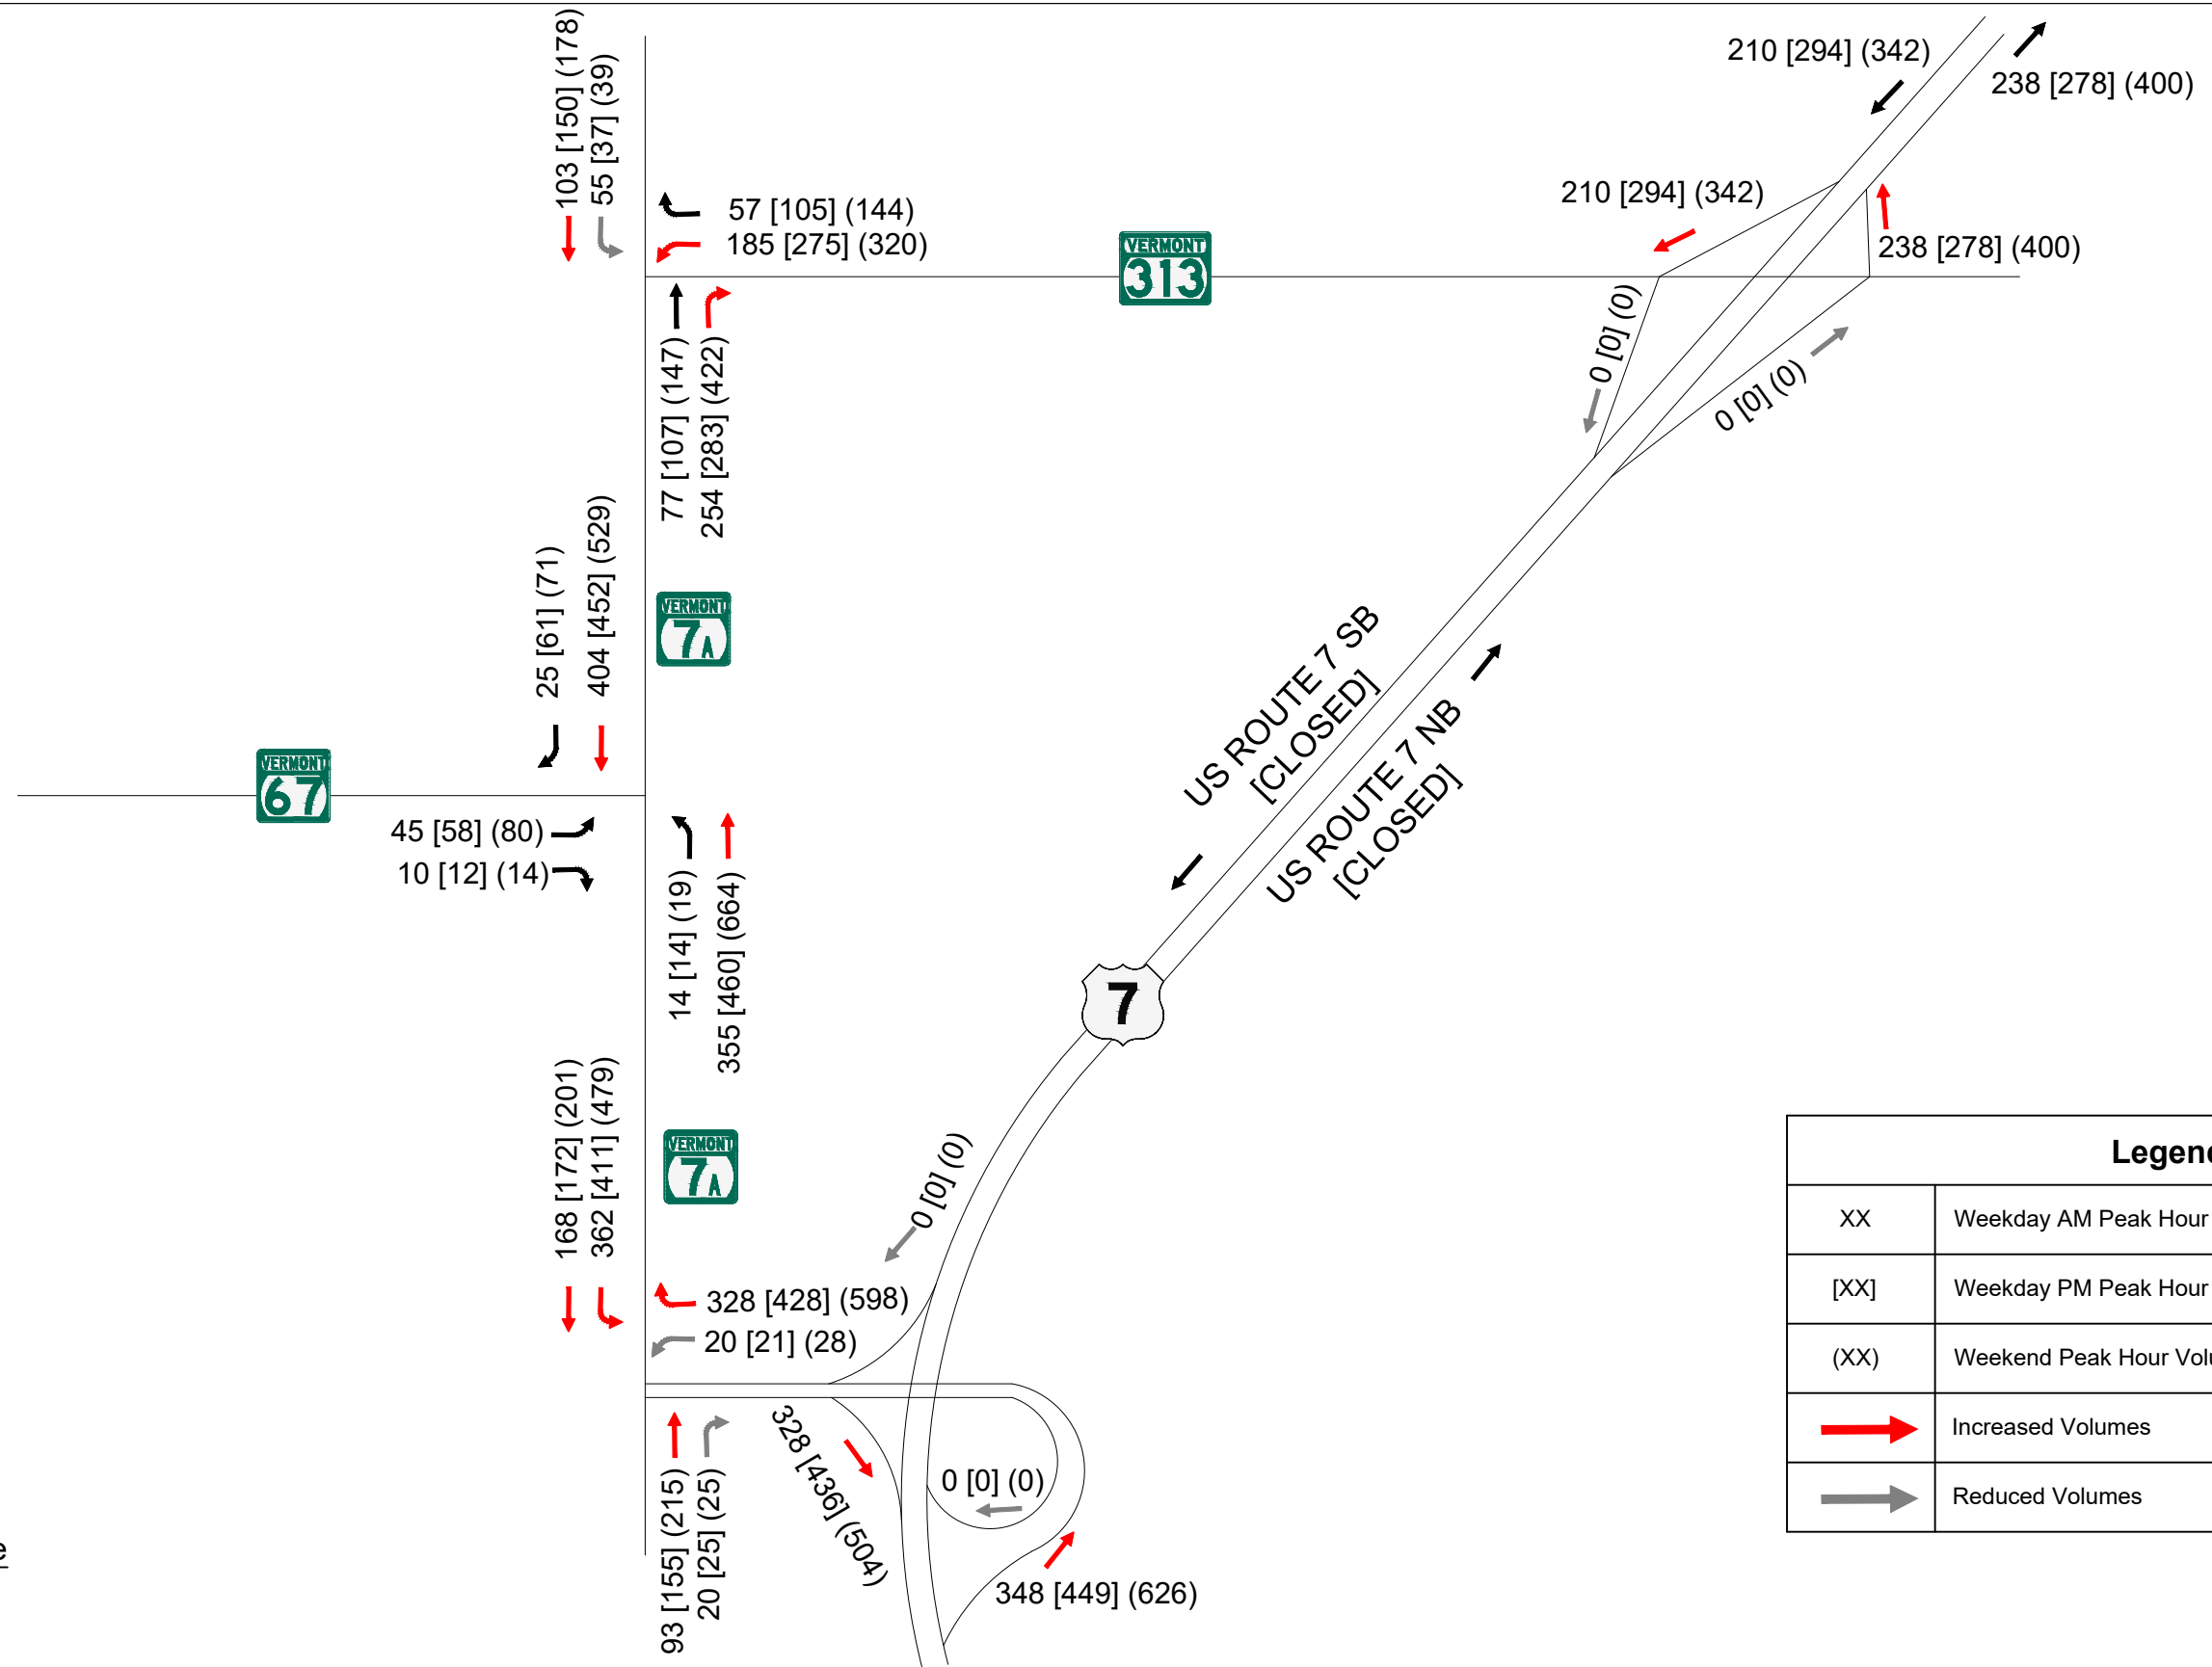 103 [150] (178)
55 [37] (39)
57 [105] (144)
185 [275] (320)
VERMONT
313
210 [294] (342)
238 [278] (400)
210 [294] (342)
238 [278] (400)
0 [0] (0)
0 [0] (0)
77 [107] (147)
254 [283] (422)
25 [61] (71)
404 [452] (529)
VERMONT
7A
VERMONT
67
45 [58] (80)
10 [12] (14)
14 [14] (19)
355 [460] (664)
US ROUTE 7 SB
[CLOSED]
US ROUTE 7 NB
[CLOSED]
7
168 [172] (201)
362 [411] (479)
VERMONT
7A
0 [0] (0)
328 [428] (598)
20 [21] (28)
93 [155] (215)
20 [25] (25)
328 [436] (504)
0 [0] (0)
348 [449] (626)
Legen
XX
Weekday AM Peak Hour
[XX]
Weekday PM Peak Hour
(XX)
Weekend Peak Hour Vol
Increased Volumes
Reduced Volumes
e